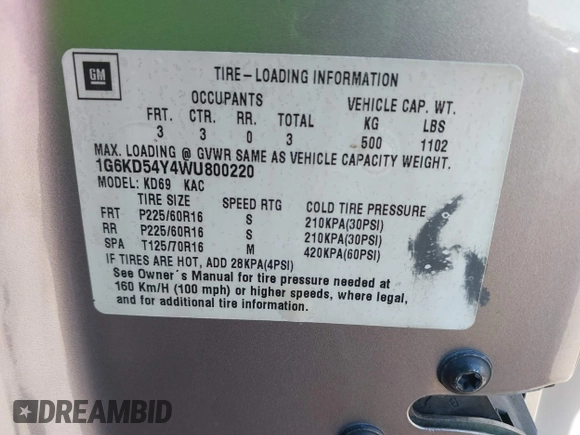 GM
TIRE-LOADING INFORMATION
OCCUPANTS VEHICLE CAP. WT.
FRT. CTR. RR. TOTAL KG LBS
3 3 0 3 500 1102
MAX. LOADING @ GVWR SAME AS VEHICLE CAPACITY WEIGHT.
1G6KD54Y4WU800220
MODEL: KD69 KAC
TIRE SIZE SPEED RTG COLD TIRE PRESSURE
FRT P225/60R16 S 210KPA(30PSI)
RR P225/60R16 S 210KPA(30PSI)
SPA T125/70R16 M 420KPA(60PSI)
IF TIRES ARE HOT, ADD 28KPA(4PSI)
See Owner's Manual for tire pressure needed at
160 Km/H (100 mph) or higher speeds, where legal,
and for additional tire information.
DREAMBID